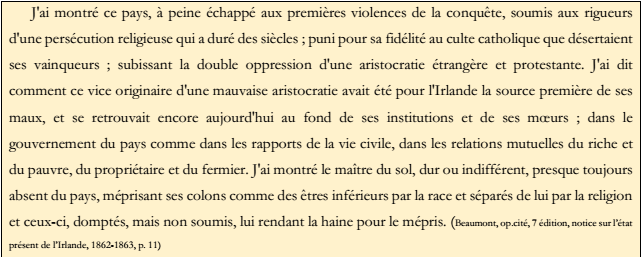 J'ai montré ce pays, à peine échappé aux premières violences de la conquête, soumis aux rigueurs
d'une persécution religieuse qui a duré des siècles ; puni pour sa fidélité au culte catholique que désertaient
ses vainqueurs ; subissant la double oppression d'une aristocratie étrangère et protestante. J'ai dit
comment ce vice originaire d'une mauvaise aristocratie avait été pour l'Irlande la source première de ses
maux, et se retrouvait encore aujourd'hui au fond de ses institutions et de ses mœurs ; dans le
gouvernement du pays comme dans les rapports de la vie civile, dans les relations mutuelles du riche et
du pauvre, du propriétaire et du fermier. J'ai montré le maître du sol, dur ou indifférent, presque toujours
absent du pays, méprisant ses colons comme des êtres inférieurs par la race et séparés de lui par la religion
et ceux-ci, domptés, mais non soumis, lui rendant la haine pour le mépris. (Beaumont, op.cité, 7 édition, notice sur l'état
présent de l'Irlande, 1862-1863, p. 11)